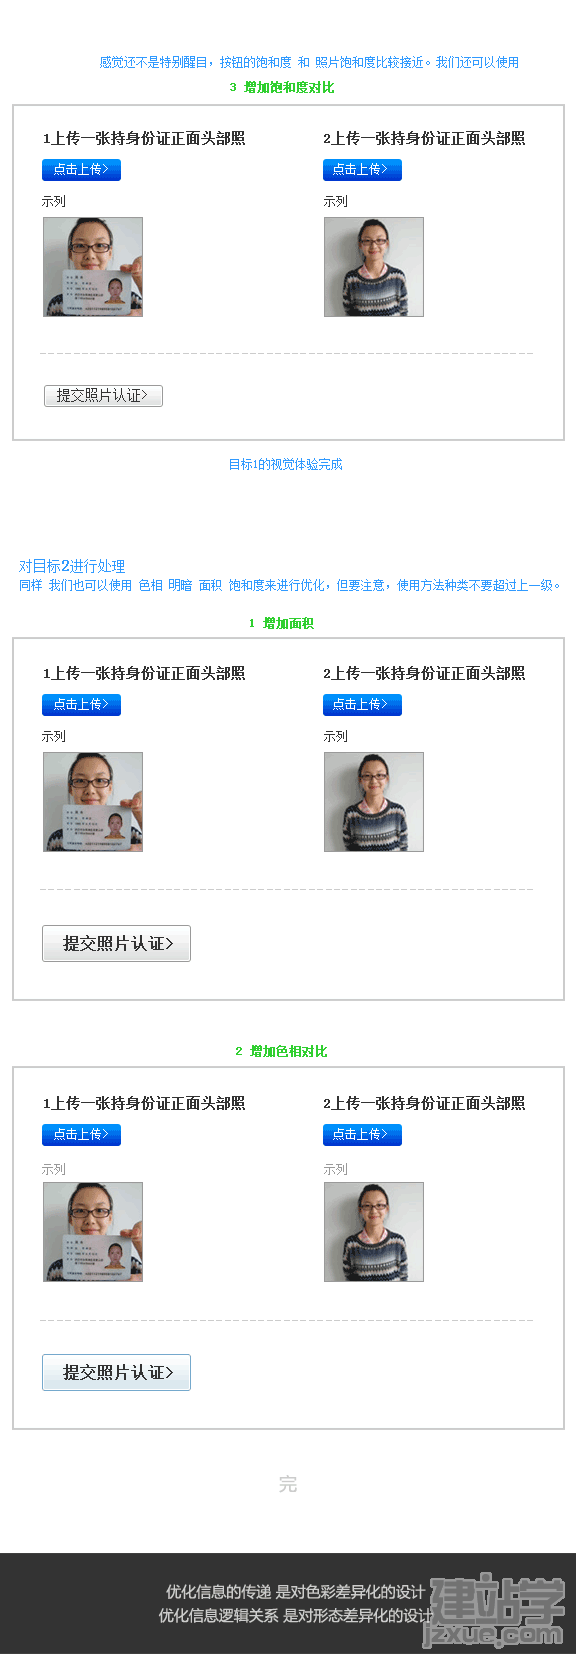 感觉还不是特别醒目，按钮的饱和度 和 照片饱和度比较接近。我们还可以使用
3 增加饱和度对比
1上传一张持身份证正面头部照
2上传一张持身份证正面头部照
点击上传>
点击上传>
示列
示列
提交照片认证>
目标1的视觉体验完成
对目标2进行处理
同样 我们也可以使用 色相 明暗 面积 饱和度来进行优化，但要注意，使用方法种类不要超过上一级。
1 增加面积
1上传一张持身份证正面头部照
2上传一张持身份证正面头部照
点击上传>
点击上传>
示列
示列
提交照片认证>
2 增加色相对比
1上传一张持身份证正面头部照
2上传一张持身份证正面头部照
点击上传>
点击上传>
示列
示列
提交照片认证>
完
优化信息的传递 是对色彩差异化的设计
优化信息逻辑关系 是对形态差异化的设计
建站学
jzxue.com